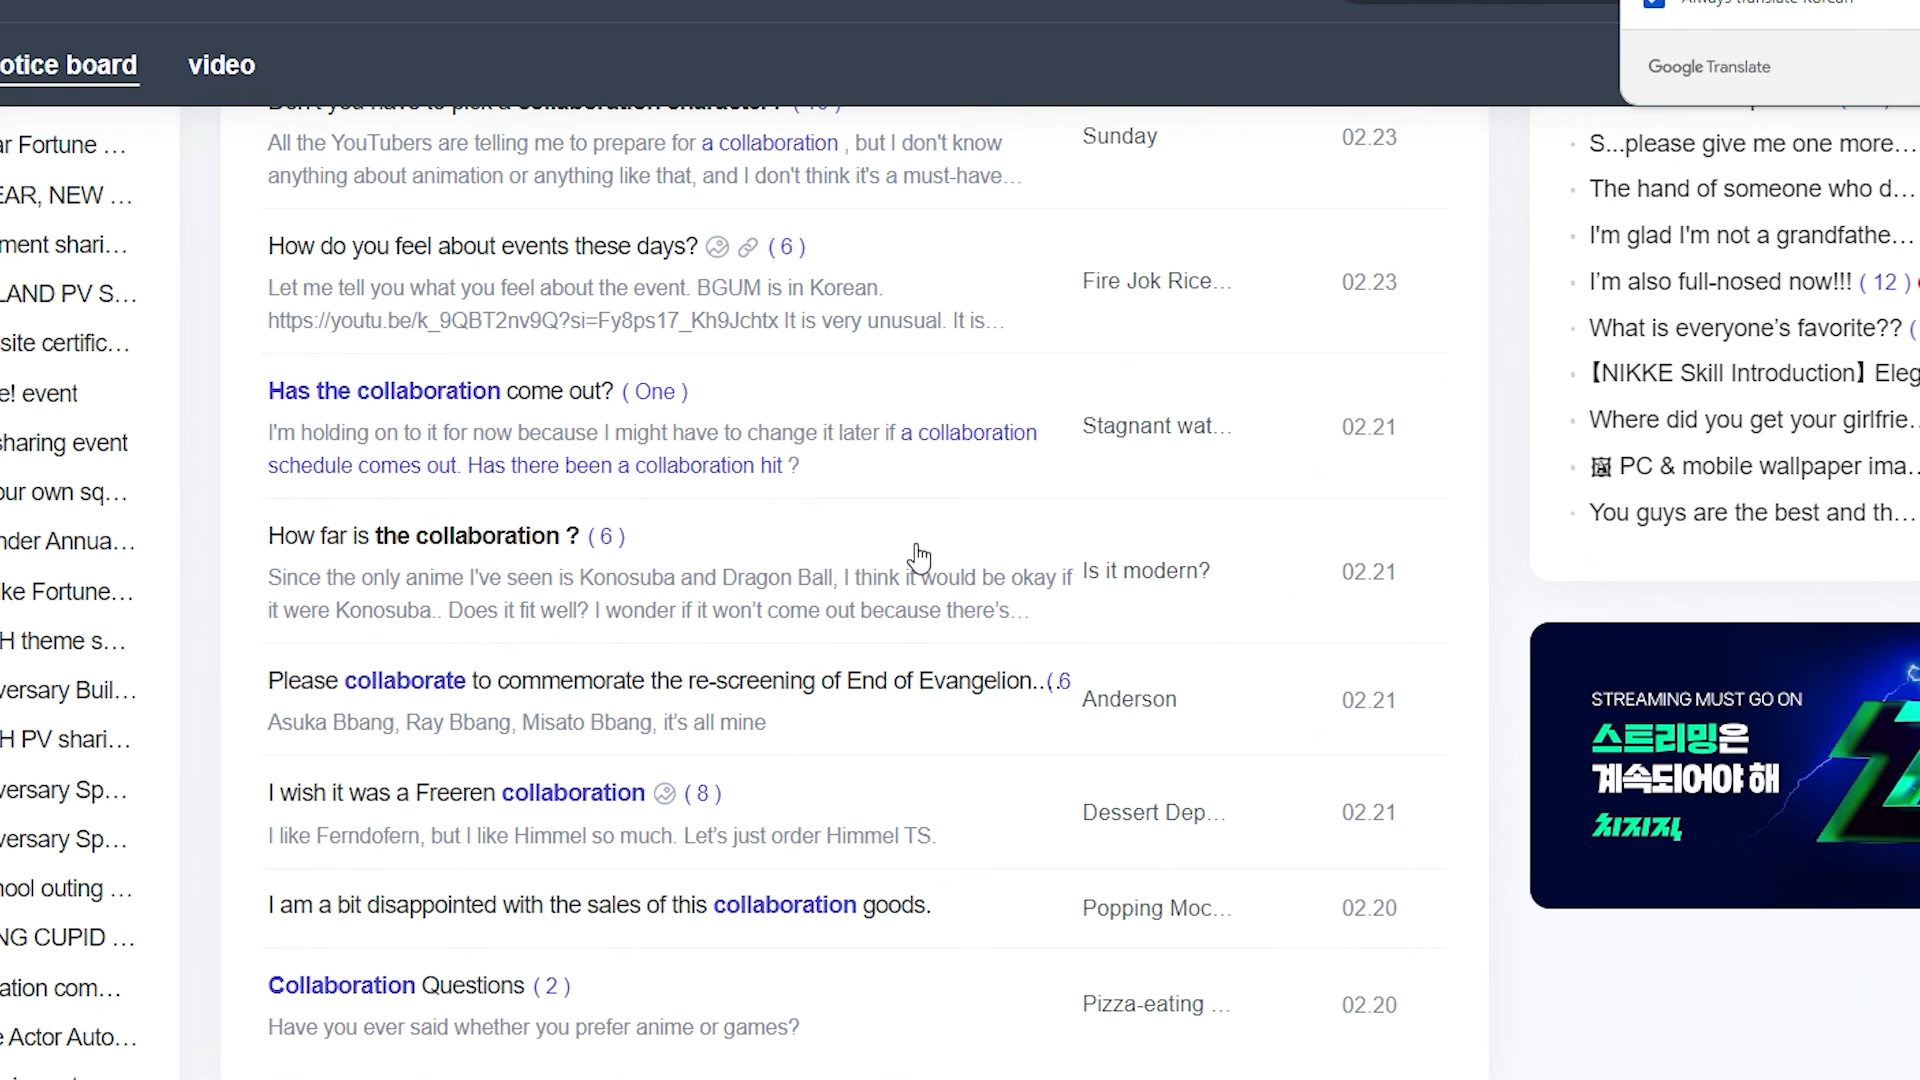 otice board
video
Google Translate
ar Fortune ...
EAR, NEW ...
ment shari...
LAND PV S...
site certific...
e! event
sharing event
our own sq...
nder Annua...
ke Fortune...
H theme s...
versary Buil...
H PV shari...
versary Sp...
versary Sp...
hool outing ...
NG CUPID ...
ation com...
e Actor Auto...
All the YouTubers are telling me to prepare for a collaboration , but I don't know
anything about animation or anything like that, and I don't think it's a must-have...
Sunday
02.23
How do you feel about events these days? ( 6 )
Let me tell you what you feel about the event. BGUM is in Korean.
https://youtu.be/k_9QBT2nv9Q?si=Fy8ps17_Kh9Jchtx It is very unusual. It is...
Fire Jok Rice...
02.23
Has the collaboration come out? ( One )
I'm holding on to it for now because I might have to change it later if a collaboration
schedule comes out. Has there been a collaboration hit ?
Stagnant wat...
02.21
How far is the collaboration ? ( 6 )
Since the only anime I've seen is Konosuba and Dragon Ball, I think it would be okay if
it were Konosuba.. Does it fit well? I wonder if it won't come out because there's...
Is it modern?
02.21
Please collaborate to commemorate the re-screening of End of Evangelion..(.6
Asuka Bbang, Ray Bbang, Misato Bbang, it's all mine
Anderson
02.21
I wish it was a Freeren collaboration ( 8 )
I like Ferndofern, but I like Himmel so much. Let's just order Himmel TS.
Dessert Dep...
02.21
I am a bit disappointed with the sales of this collaboration goods.
Popping Moc...
02.20
Collaboration Questions ( 2 )
Have you ever said whether you prefer anime or games?
Pizza-eating ...
02.20
S...please give me one more...
The hand of someone who d...
I'm glad I'm not a grandfathe...
I'm also full-nosed now!!! ( 12 )
What is everyone's favorite?? (
【NIKKE Skill Introduction】 Eleg
Where did you get your girlfrie..
PC & mobile wallpaper ima..
You guys are the best and th...
STREAMING MUST GO ON
스트리밍은
계속되어야 해
치지직